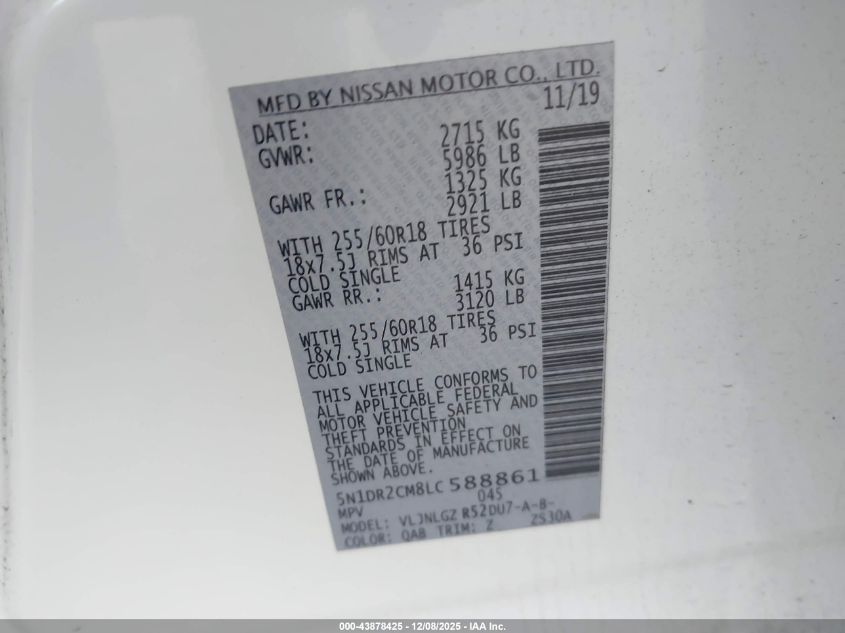 MFD BY NISSAN MOTOR CO., LTD.
DATE: 11/19
GVWR: 2715 KG
5986 LB
GAWR FR.: 1325 KG
2921 LB
WITH 255/60R18 TIRES
18x7.5J RIMS AT 36 PSI
COLD SINGLE
GAWR RR.: 1415 KG
3120 LB
WITH 255/60R18 TIRES
18x7.5J RIMS AT 36 PSI
COLD SINGLE
THIS VEHICLE CONFORMS TO
ALL APPLICABLE FEDERAL
MOTOR VEHICLE SAFETY AND
THEFT PREVENTION
STANDARDS IN EFFECT ON
THE DATE OF MANUFACTURE
SHOWN ABOVE.
5N1DR2CM8LC588861
MPV 045
MODEL: VLJNLGZ R52DU7-A-B-
COLOR: QAB TRIM: Z ZS30A
000-43878425 - 12/08/2025 - IAA Inc.